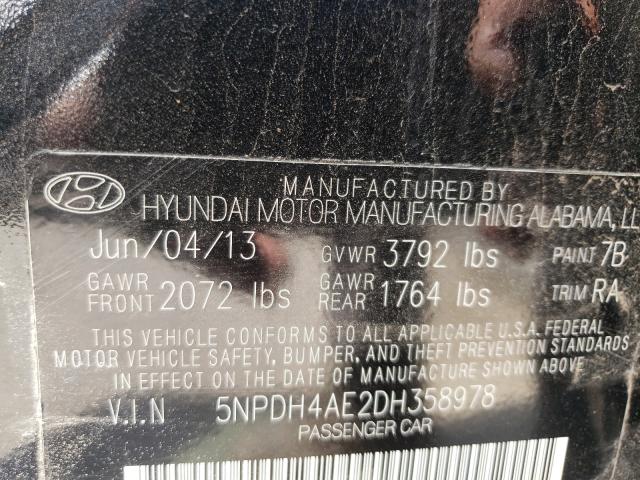 MANUFACTURED BY
HYUNDAI MOTOR MANUFACTURING ALABAMA,
Jun/04/13 GVWR 3792 lbs PAINT 7B
GAWR FRONT 2072 lbs GAWR REAR 1764 lbs TRIM RA
THIS VEHICLE CONFORMS TO ALL APPLICABLE U.S.A. FEDERAL
MOTOR VEHICLE SAFETY, BUMPER, AND THEFT PREVENTION STANDARDS
IN EFFECT ON THE DATE OF MANUFACTURE SHOWN ABOVE
V.I.N 5NPDH4AE2DH358978
PASSENGER CAR